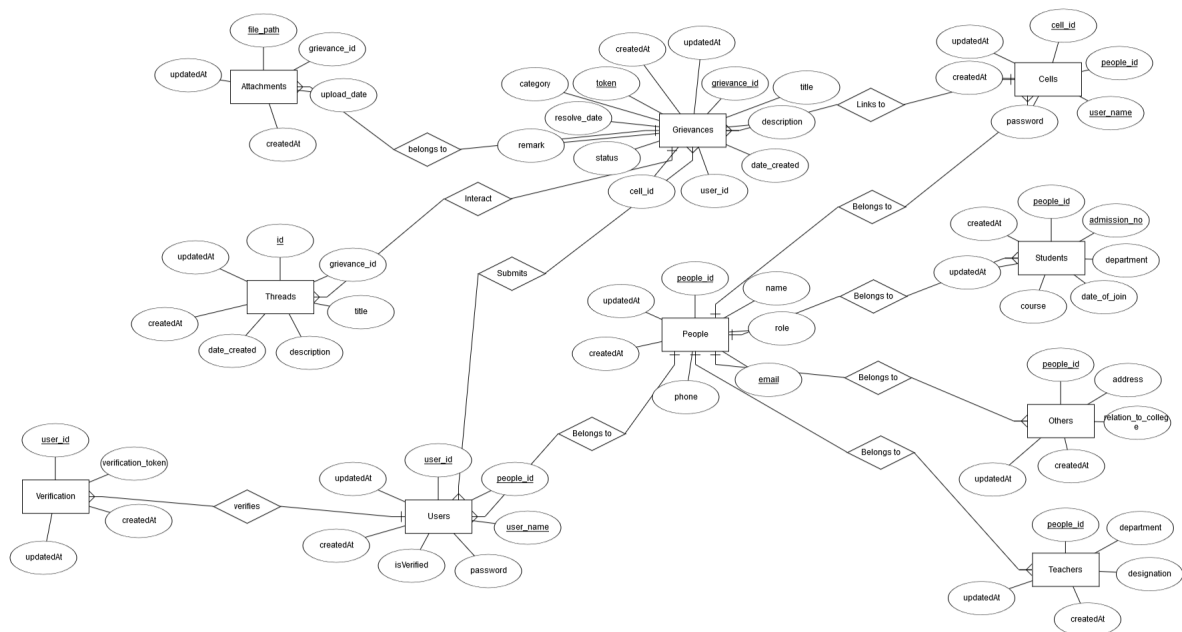 file_path
grievance_id
updatedAt
Attachments
upload_date
createdAt
belongs to
createdAt
updatedAt
category
token
grievance_id
title
resolve_date
Grievances
description
remark
status
date_created
cell_id
user_id
Links to
cell_id
updatedAt
people_id
createdAt
Cells
user_name
password
Interact
Belongs to
id
updatedAt
grievance_id
Threads
title
createdAt
date_created
description
Submits
people_id
createdAt
admission_no
Students
department
updatedAt
date_of_join
course
Belongs to
people_id
name
updatedAt
role
People
createdAt
email
phone
Belongs to
people_id
address
Others
relation_to_colleg
e
updatedAt
createdAt
Belongs to
Belongs to
user_id
verification_token
Verification
createdAt
updatedAt
verifies
user_id
updatedAt
people_id
Users
user_name
createdAt
isVerified
password
people_id
department
Teachers
designation
updatedAt
createdAt